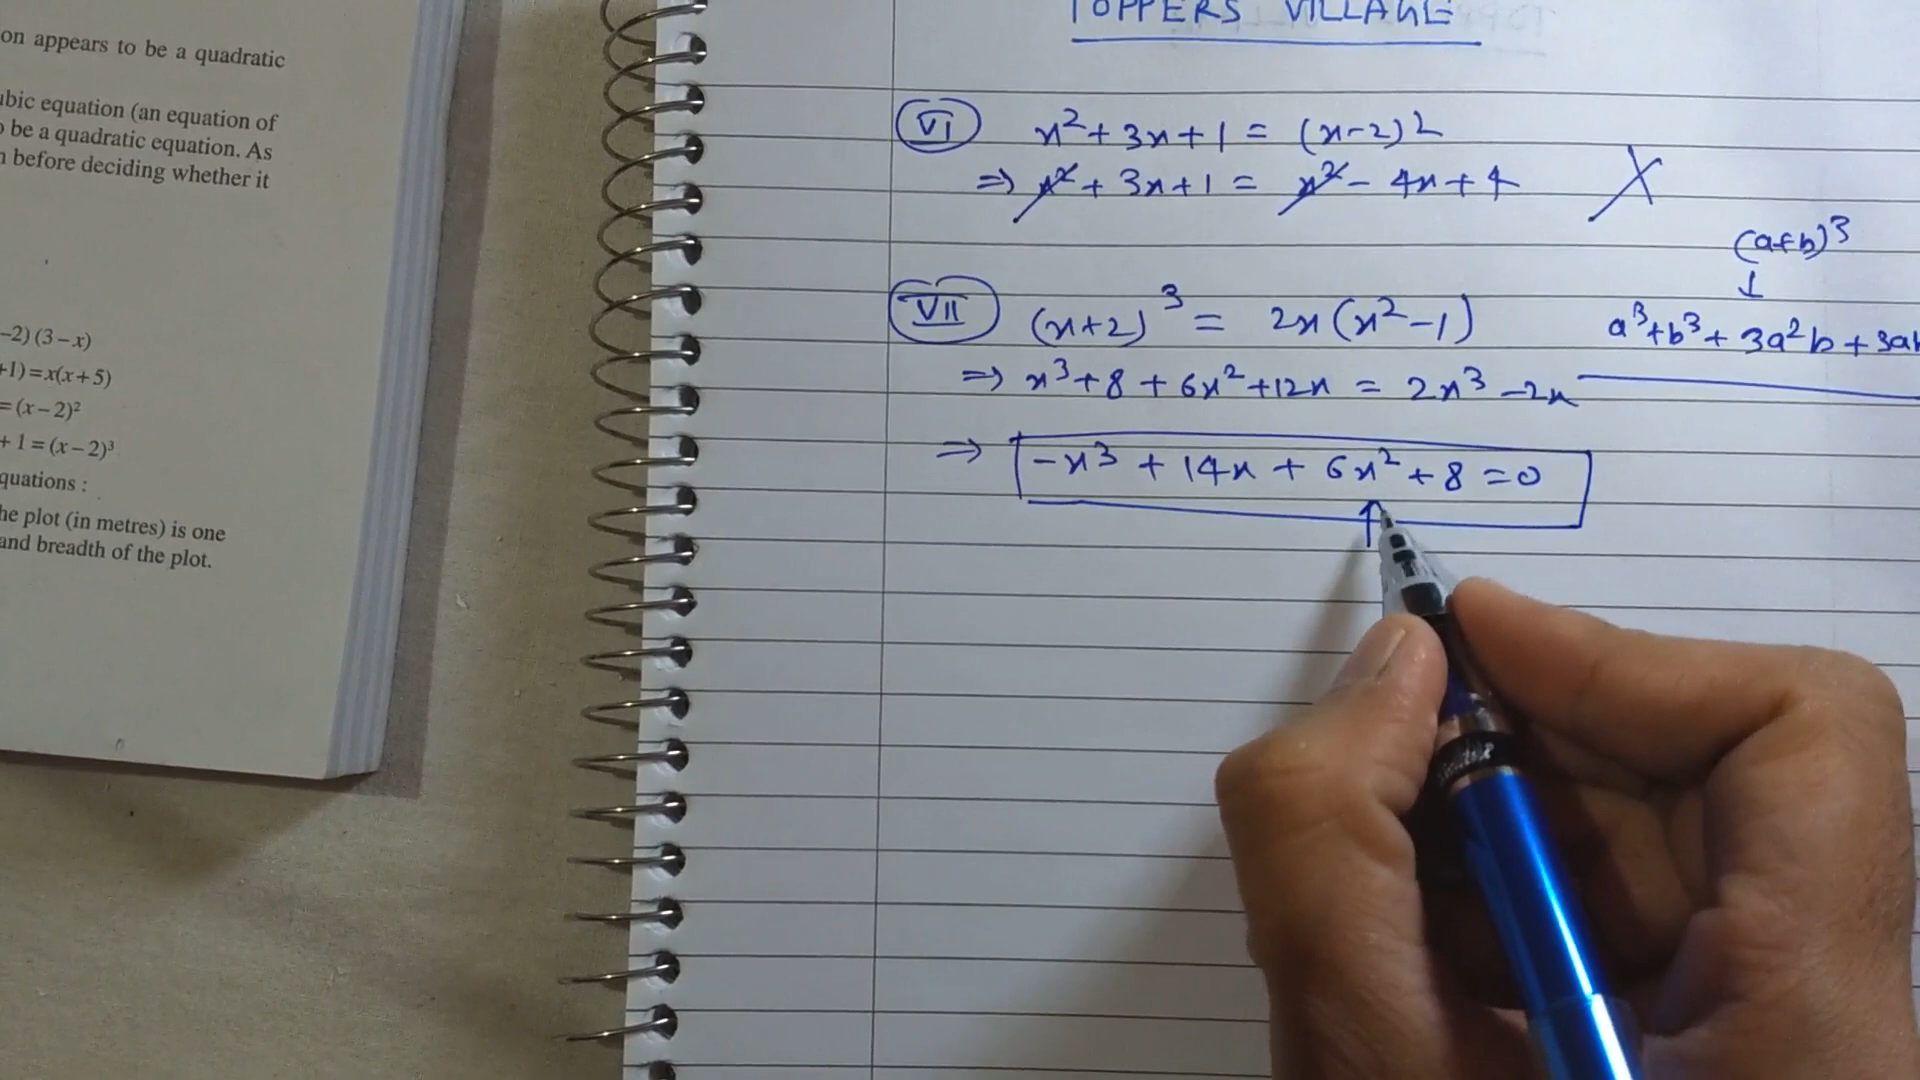 on appears to be a quadratic
ubic equation (an equation of
o be a quadratic equation. As
n before deciding whether it
–2) (3 – x)
+1) = x(x + 5)
= (x – 2)²
+ 1 = (x – 2)³
quations :
he plot (in metres) is one
and breadth of the plot.
TOPPERS VILLAGE
VI x² + 3x + 1 = (x-2)²
⇒ x² + 3x + 1 = x² - 4x + 4 X
VII (x+2)³ = 2x(x²-1)
⇒ x³ + 8 + 6x² + 12x = 2x³ - 2x
⇒ -x³ + 14x + 6x² + 8 = 0
(a+b)³
↓
a³+b³+3a²b+3ab